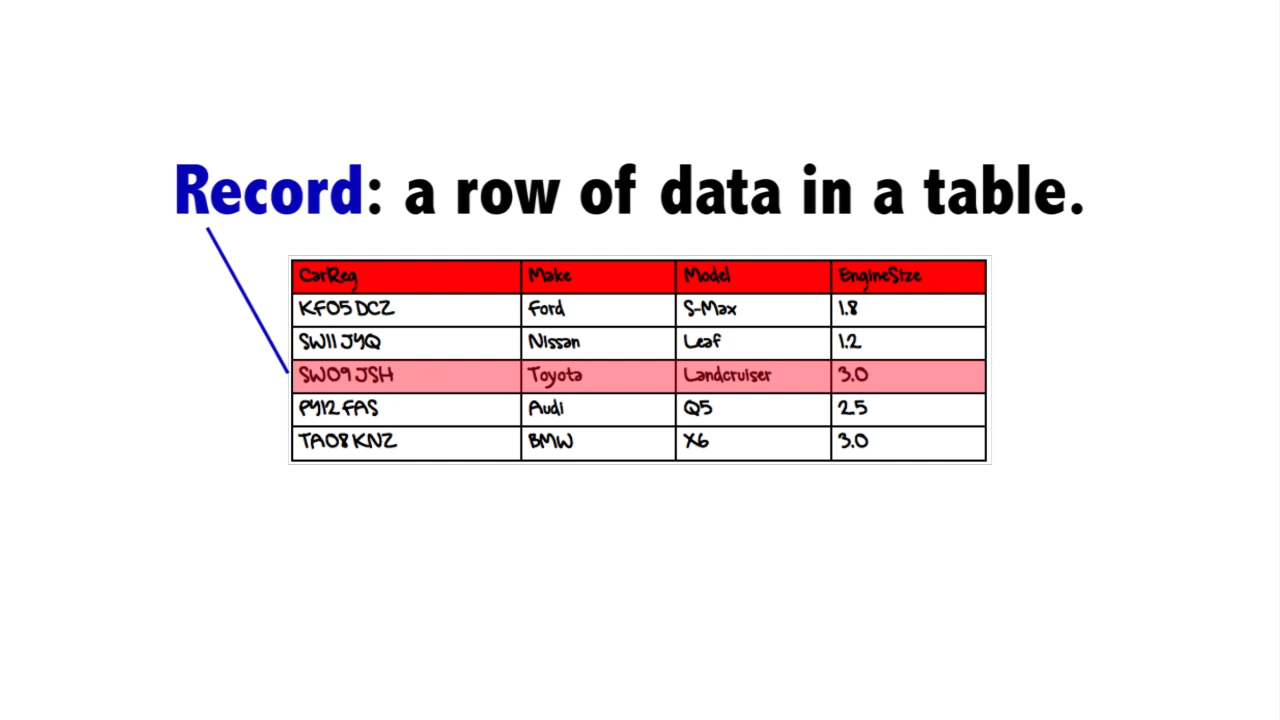 Record: a row of data in a table.
CarReg Make Model EngineSize
KF05 DCZ Ford S-Max 1.8
SW11 JYQ Nissan Leaf 1.2
SW09 JSH Toyota Landcruiser 3.0
PY12 FAS Audi Q5 2.5
TA08 KNZ BMW X6 3.0